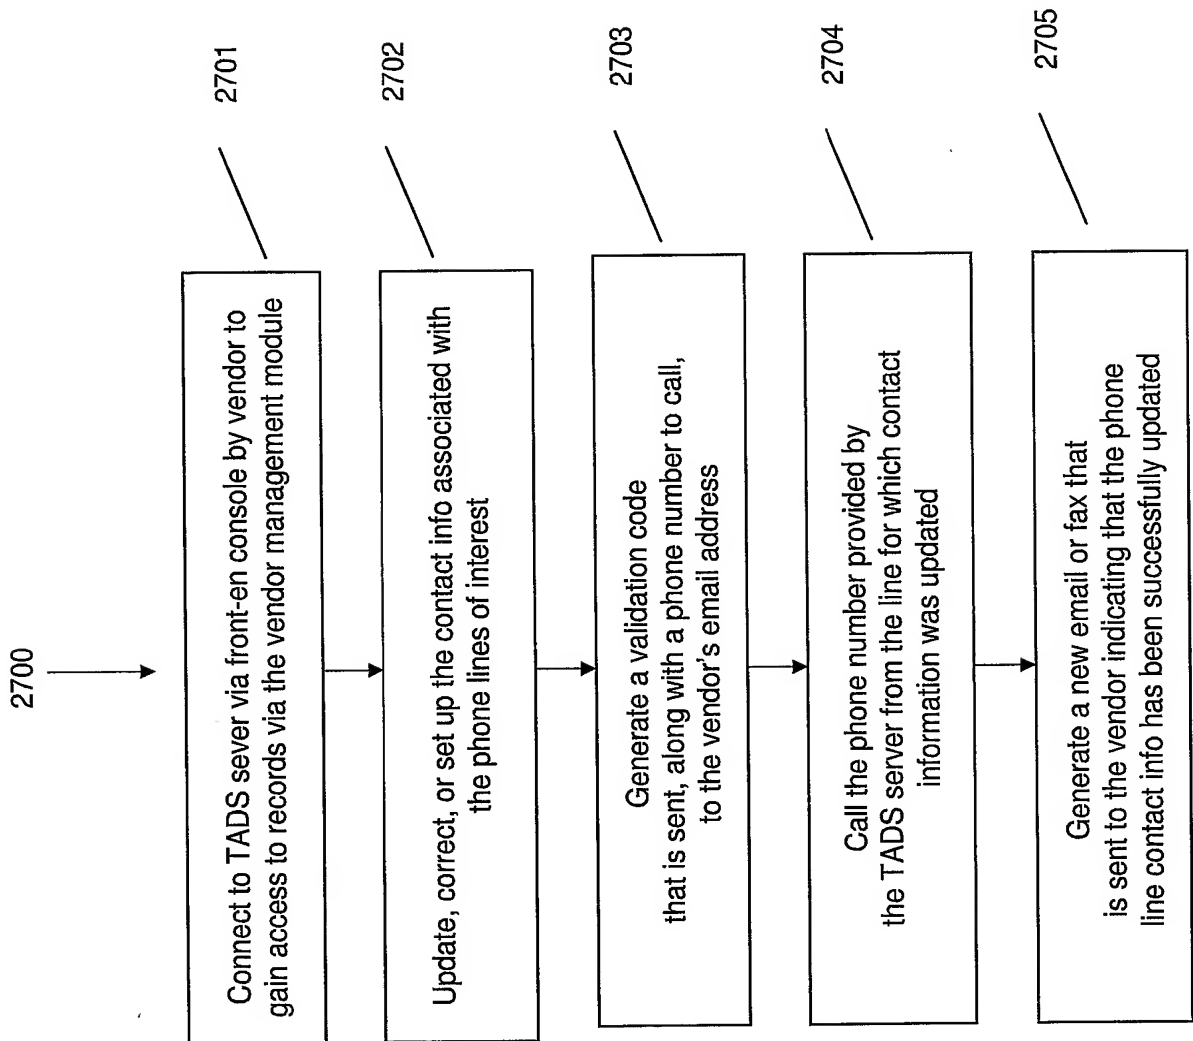 2700
Connect to TADS sever via front-en console by vendor to
gain access to records via the vendor management module
2701
Update, correct, or set up the contact info associated with
the phone lines of interest
2702
Generate a validation code
that is sent, along with a phone number to call,
to the vendor's email address
2703
Call the phone number provided by
the TADS server from the line for which contact
information was updated
2704
Generate a new email or fax that
is sent to the vendor indicating that the phone
line contact info has been successfully updated
2705